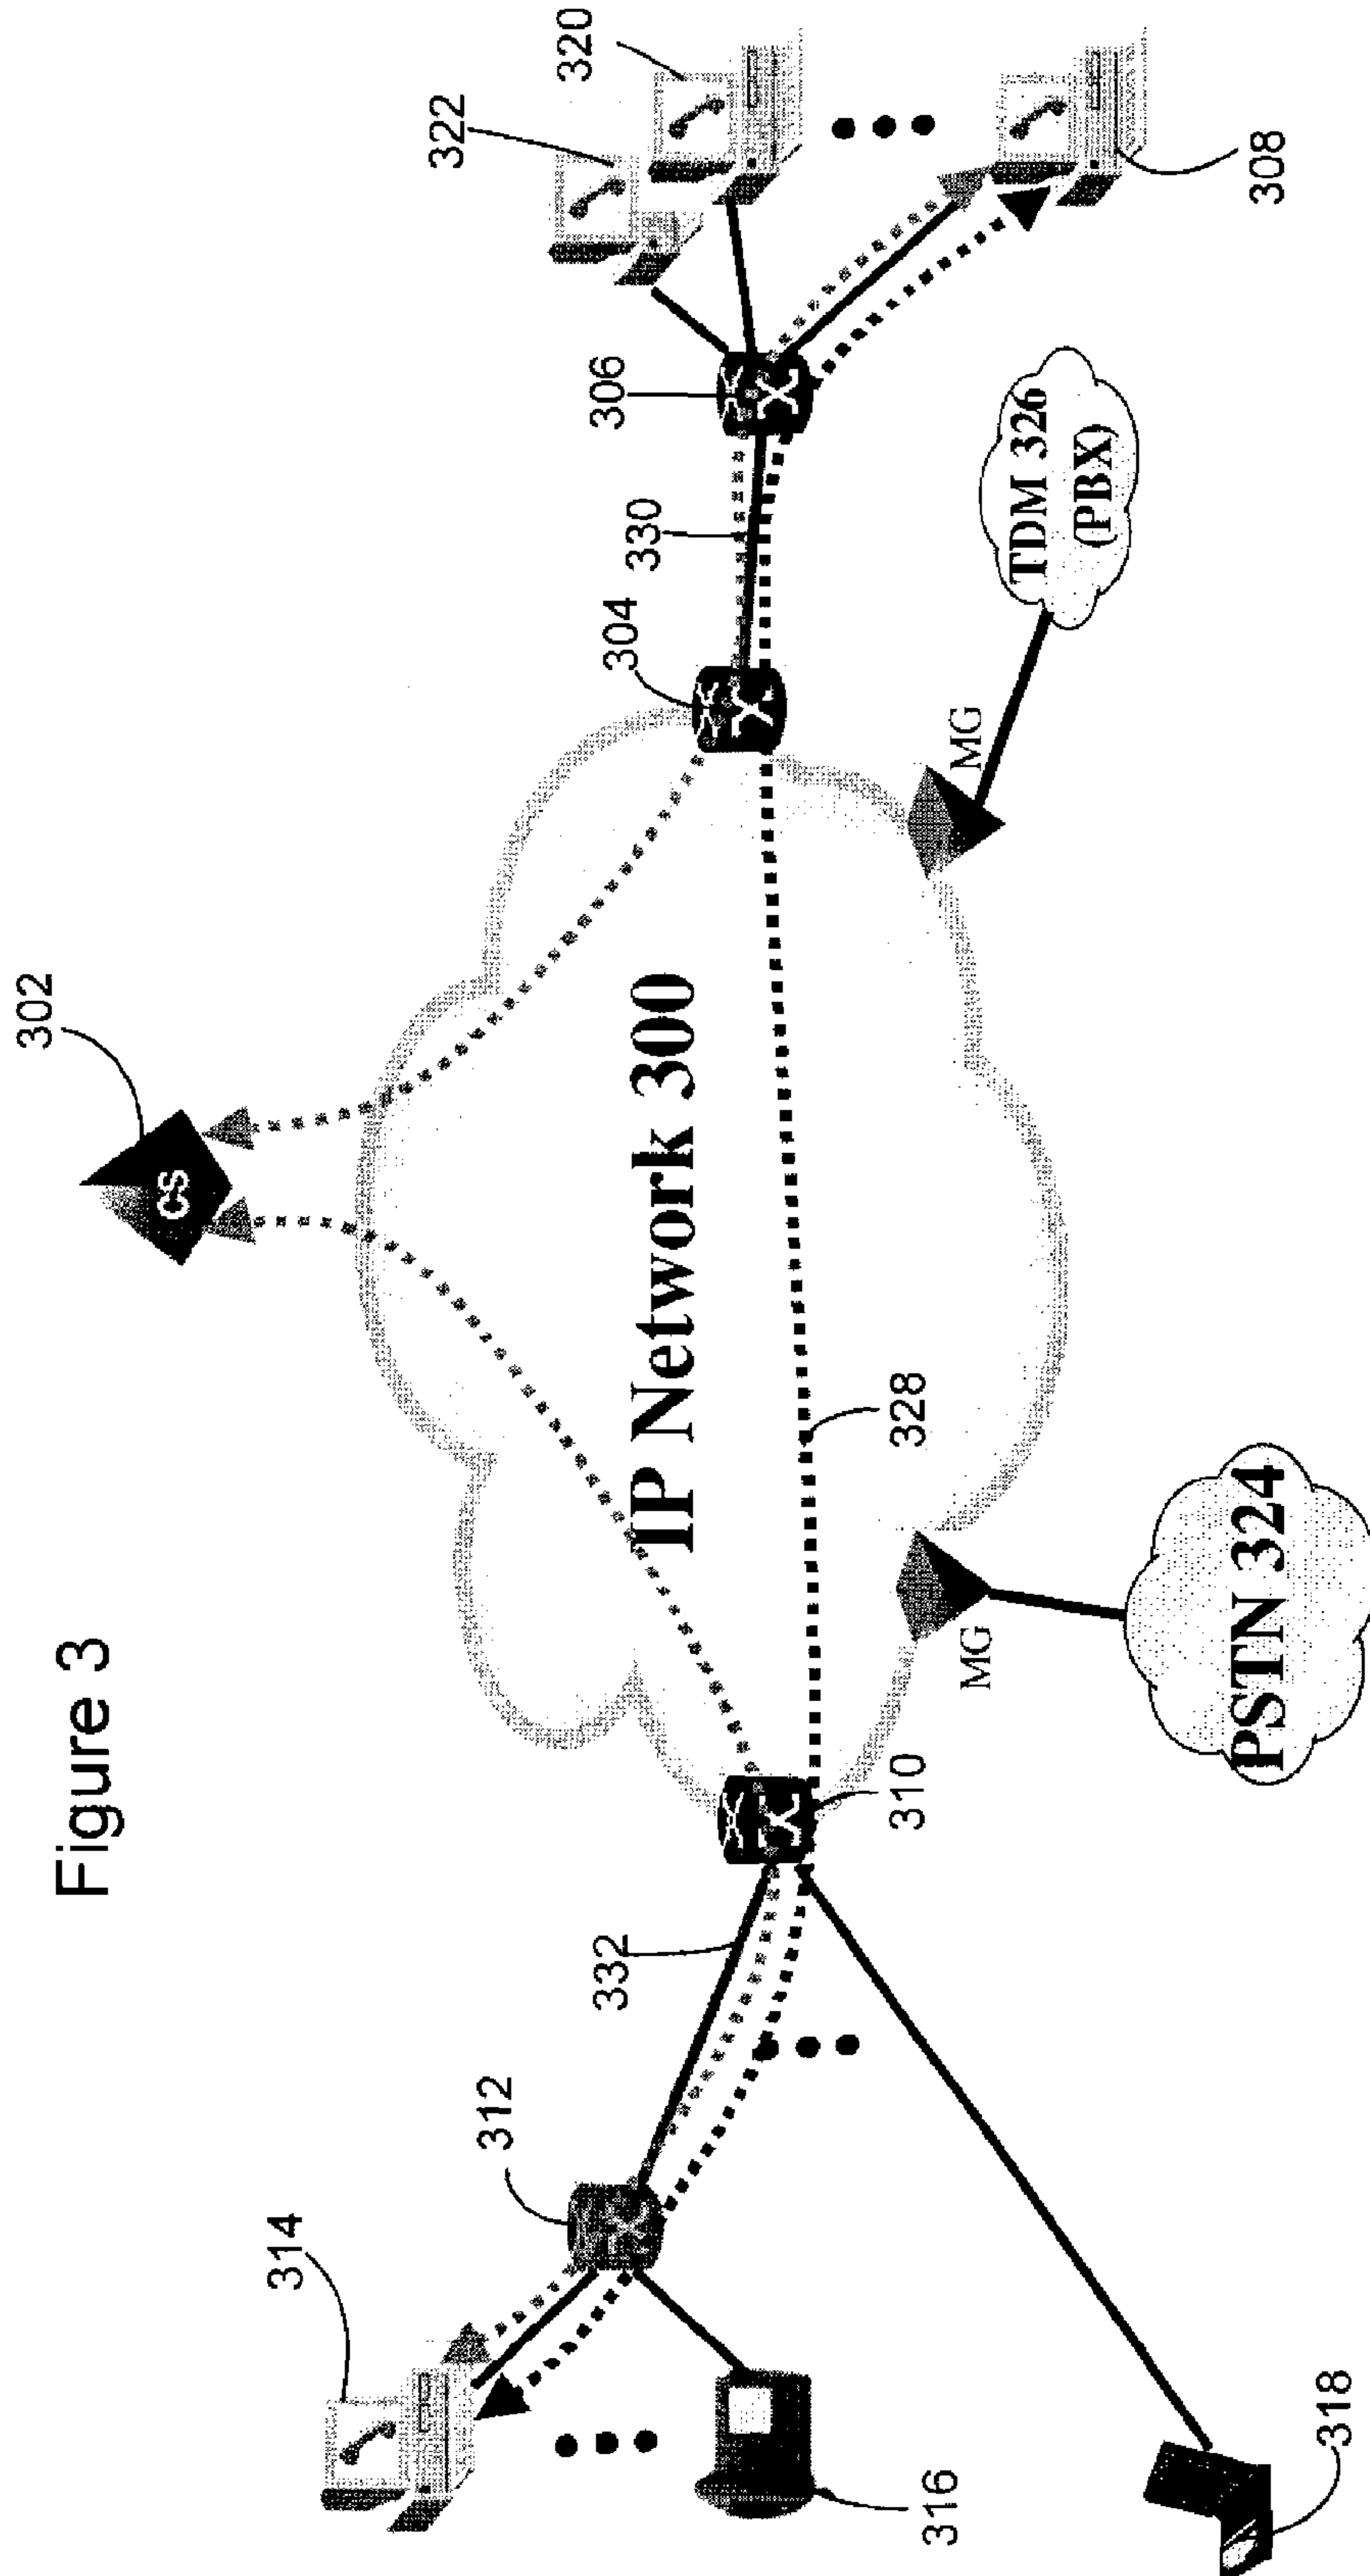 Figure 3
302
CS
314
312
332
310
316
318
IP Network 300
328
MG
PSTN 324
304
330
306
322
320
308
MG
TDM 326
(PBX)